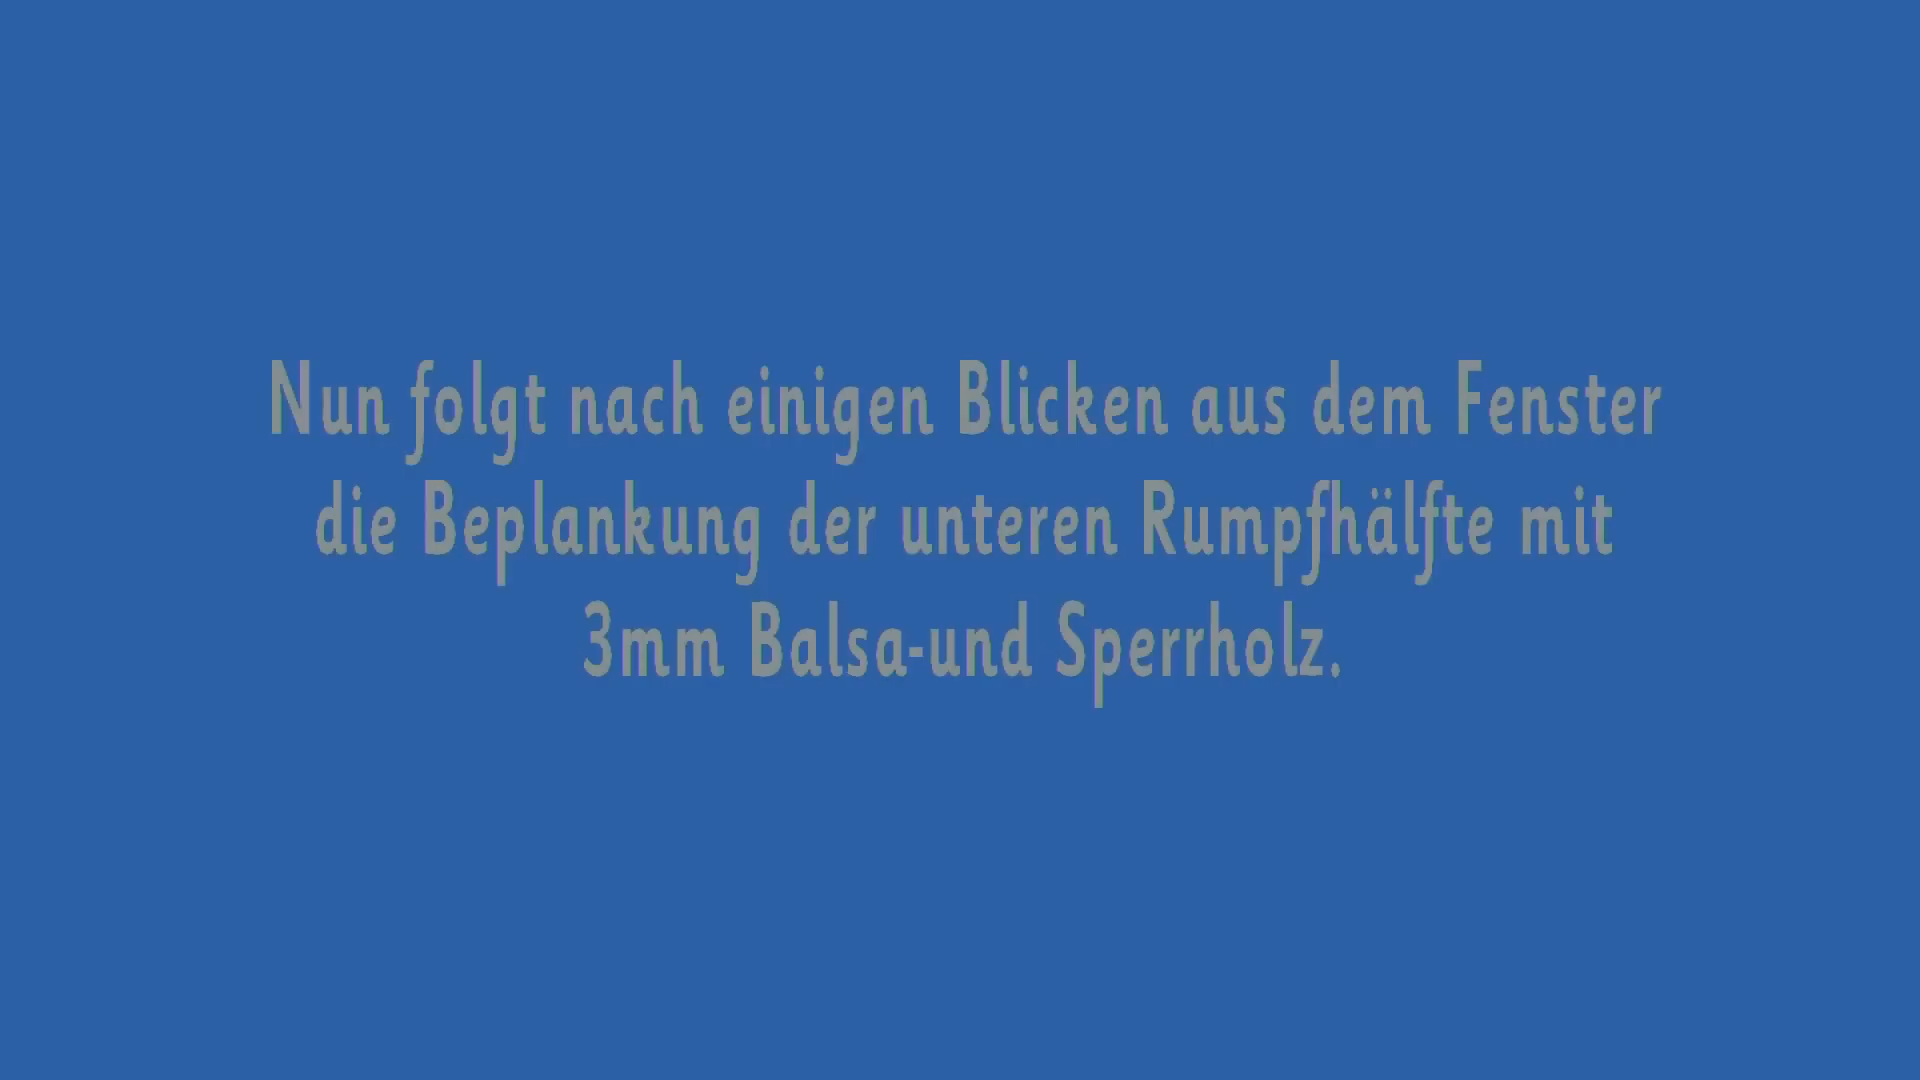 Nun folgt nach einigen Blicken aus dem Fenster
die Beplankung der unteren Rumpfhälfte mit
3mm Balsa-und Sperrholz.